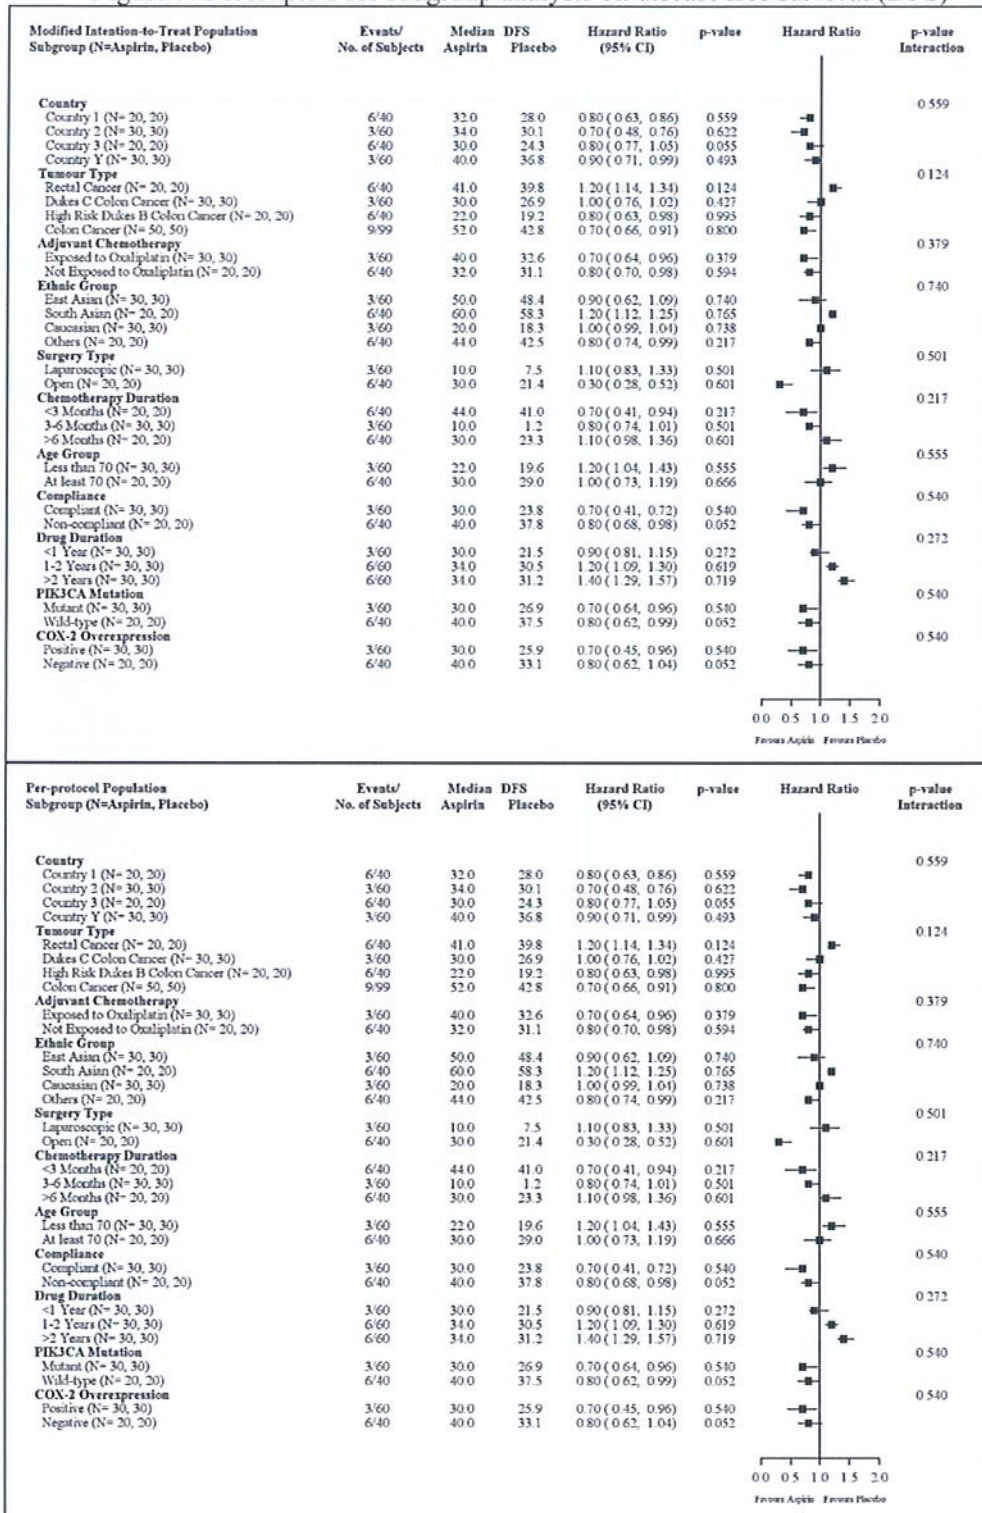 Modified Intention-to-Treat Population Events/ Median DFS Hazard Ratio p-value Hazard Ratio p-value
Subgroup (N=Aspirin, Placebo) No. of Subjects Aspirin Placebo (95% CI) Interaction
Country 0.559
Country 1 (N= 20, 20) 6/40 32.0 28.0 0.80 ( 0.63, 0.86) 0.559
Country 2 (N= 30, 30) 3/60 34.0 30.1 0.70 ( 0.48, 0.76) 0.622
Country 3 (N= 20, 20) 6/40 30.0 24.3 0.80 ( 0.77, 1.05) 0.055
Country Y (N= 30, 30) 3/60 40.0 36.8 0.90 ( 0.71, 0.99) 0.493
Tumour Type 0.124
Rectal Cancer (N= 20, 20) 6/40 41.0 39.8 1.20 ( 1.14, 1.34) 0.124
Dukes C Colon Cancer (N= 30, 30) 3/60 30.0 26.9 1.00 ( 0.76, 1.02) 0.427
High Risk Dukes B Colon Cancer (N= 20, 20) 6/40 22.0 19.2 0.80 ( 0.63, 0.98) 0.995
Colon Cancer (N= 50, 50) 9/99 52.0 42.8 0.70 ( 0.66, 0.91) 0.800
Adjuvant Chemotherapy 0.379
Exposed to Oxaliplatin (N= 30, 30) 3/60 40.0 32.6 0.70 ( 0.64, 0.96) 0.379
Not Exposed to Oxaliplatin (N= 20, 20) 6/40 32.0 31.1 0.80 ( 0.70, 0.98) 0.594
Ethnic Group 0.740
East Asian (N= 30, 30) 3/60 50.0 48.4 0.90 ( 0.62, 1.09) 0.740
South Asian (N= 20, 20) 6/40 60.0 58.3 1.20 ( 1.12, 1.25) 0.765
Caucasian (N= 30, 30) 3/60 20.0 18.3 1.00 ( 0.99, 1.04) 0.738
Others (N= 20, 20) 6/40 44.0 42.5 0.80 ( 0.74, 0.99) 0.217
Surgery Type 0.501
Laparoscopic (N= 30, 30) 3/60 10.0 7.5 1.10 ( 0.83, 1.33) 0.501
Open (N= 20, 20) 6/40 30.0 21.4 0.30 ( 0.28, 0.52) 0.601
Chemotherapy Duration 0.217
<3 Months (N= 20, 20) 6/40 44.0 41.0 0.70 ( 0.41, 0.94) 0.217
3-6 Months (N= 30, 30) 3/60 10.0 1.2 0.80 ( 0.74, 1.01) 0.501
>6 Months (N= 20, 20) 6/40 30.0 23.3 1.10 ( 0.98, 1.36) 0.601
Age Group 0.555
Less than 70 (N= 30, 30) 3/60 22.0 19.6 1.20 ( 1.04, 1.43) 0.555
At least 70 (N= 20, 20) 6/40 30.0 29.0 1.00 ( 0.73, 1.19) 0.666
Compliance 0.540
Compliant (N= 30, 30) 3/60 30.0 23.8 0.70 ( 0.41, 0.72) 0.540
Non-compliant (N= 20, 20) 6/40 40.0 37.8 0.80 ( 0.68, 0.98) 0.052
Drug Duration 0.272
<1 Year (N= 30, 30) 3/60 30.0 21.5 0.90 ( 0.81, 1.15) 0.272
1-2 Years (N= 30, 30) 6/60 34.0 30.5 1.20 ( 1.09, 1.30) 0.619
>2 Years (N= 30, 30) 6/60 34.0 31.2 1.40 ( 1.29, 1.57) 0.719
PIK3CA Mutation 0.540
Mutant (N= 30, 30) 3/60 30.0 26.9 0.70 ( 0.64, 0.96) 0.540
Wild-type (N= 20, 20) 6/40 40.0 37.5 0.80 ( 0.62, 0.99) 0.052
COX-2 Overexpression 0.540
Positive (N= 30, 30) 3/60 30.0 25.9 0.70 ( 0.45, 0.96) 0.540
Negative (N= 20, 20) 6/40 40.0 33.1 0.80 ( 0.62, 1.04) 0.052
0.0 0.5 1.0 1.5 2.0
Favours Aspirin Favours Placebo
Per-protocol Population Events/ Median DFS Hazard Ratio p-value Hazard Ratio p-value
Subgroup (N=Aspirin, Placebo) No. of Subjects Aspirin Placebo (95% CI) Interaction
Country 0.559
Country 1 (N= 20, 20) 6/40 32.0 28.0 0.80 ( 0.63, 0.86) 0.559
Country 2 (N= 30, 30) 3/60 34.0 30.1 0.70 ( 0.48, 0.76) 0.622
Country 3 (N= 20, 20) 6/40 30.0 24.3 0.80 ( 0.77, 1.05) 0.055
Country Y (N= 30, 30) 3/60 40.0 36.8 0.90 ( 0.71, 0.99) 0.493
Tumour Type 0.124
Rectal Cancer (N= 20, 20) 6/40 41.0 39.8 1.20 ( 1.14, 1.34) 0.124
Dukes C Colon Cancer (N= 30, 30) 3/60 30.0 26.9 1.00 ( 0.76, 1.02) 0.427
High Risk Dukes B Colon Cancer (N= 20, 20) 6/40 22.0 19.2 0.80 ( 0.63, 0.98) 0.995
Colon Cancer (N= 50, 50) 9/99 52.0 42.8 0.70 ( 0.66, 0.91) 0.800
Adjuvant Chemotherapy 0.379
Exposed to Oxaliplatin (N= 30, 30) 3/60 40.0 32.6 0.70 ( 0.64, 0.96) 0.379
Not Exposed to Oxaliplatin (N= 20, 20) 6/40 32.0 31.1 0.80 ( 0.70, 0.98) 0.594
Ethnic Group 0.740
East Asian (N= 30, 30) 3/60 50.0 48.4 0.90 ( 0.62, 1.09) 0.740
South Asian (N= 20, 20) 6/40 60.0 58.3 1.20 ( 1.12, 1.25) 0.765
Caucasian (N= 30, 30) 3/60 20.0 18.3 1.00 ( 0.99, 1.04) 0.738
Others (N= 20, 20) 6/40 44.0 42.5 0.80 ( 0.74, 0.99) 0.217
Surgery Type 0.501
Laparoscopic (N= 30, 30) 3/60 10.0 7.5 1.10 ( 0.83, 1.33) 0.501
Open (N= 20, 20) 6/40 30.0 21.4 0.30 ( 0.28, 0.52) 0.601
Chemotherapy Duration 0.217
<3 Months (N= 20, 20) 6/40 44.0 41.0 0.70 ( 0.41, 0.94) 0.217
3-6 Months (N= 30, 30) 3/60 10.0 1.2 0.80 ( 0.74, 1.01) 0.501
>6 Months (N= 20, 20) 6/40 30.0 23.3 1.10 ( 0.98, 1.36) 0.601
Age Group 0.555
Less than 70 (N= 30, 30) 3/60 22.0 19.6 1.20 ( 1.04, 1.43) 0.555
At least 70 (N= 20, 20) 6/40 30.0 29.0 1.00 ( 0.73, 1.19) 0.666
Compliance 0.540
Compliant (N= 30, 30) 3/60 30.0 23.8 0.70 ( 0.41, 0.72) 0.540
Non-compliant (N= 20, 20) 6/40 40.0 37.8 0.80 ( 0.68, 0.98) 0.052
Drug Duration 0.272
<1 Year (N= 30, 30) 3/60 30.0 21.5 0.90 ( 0.81, 1.15) 0.272
1-2 Years (N= 30, 30) 6/60 34.0 30.5 1.20 ( 1.09, 1.30) 0.619
>2 Years (N= 30, 30) 6/60 34.0 31.2 1.40 ( 1.29, 1.57) 0.719
PIK3CA Mutation 0.540
Mutant (N= 30, 30) 3/60 30.0 26.9 0.70 ( 0.64, 0.96) 0.540
Wild-type (N= 20, 20) 6/40 40.0 37.5 0.80 ( 0.62, 0.99) 0.052
COX-2 Overexpression 0.540
Positive (N= 30, 30) 3/60 30.0 25.9 0.70 ( 0.45, 0.96) 0.540
Negative (N= 20, 20) 6/40 40.0 33.1 0.80 ( 0.62, 1.04) 0.052
0.0 0.5 1.0 1.5 2.0
Favours Aspirin Favours Placebo